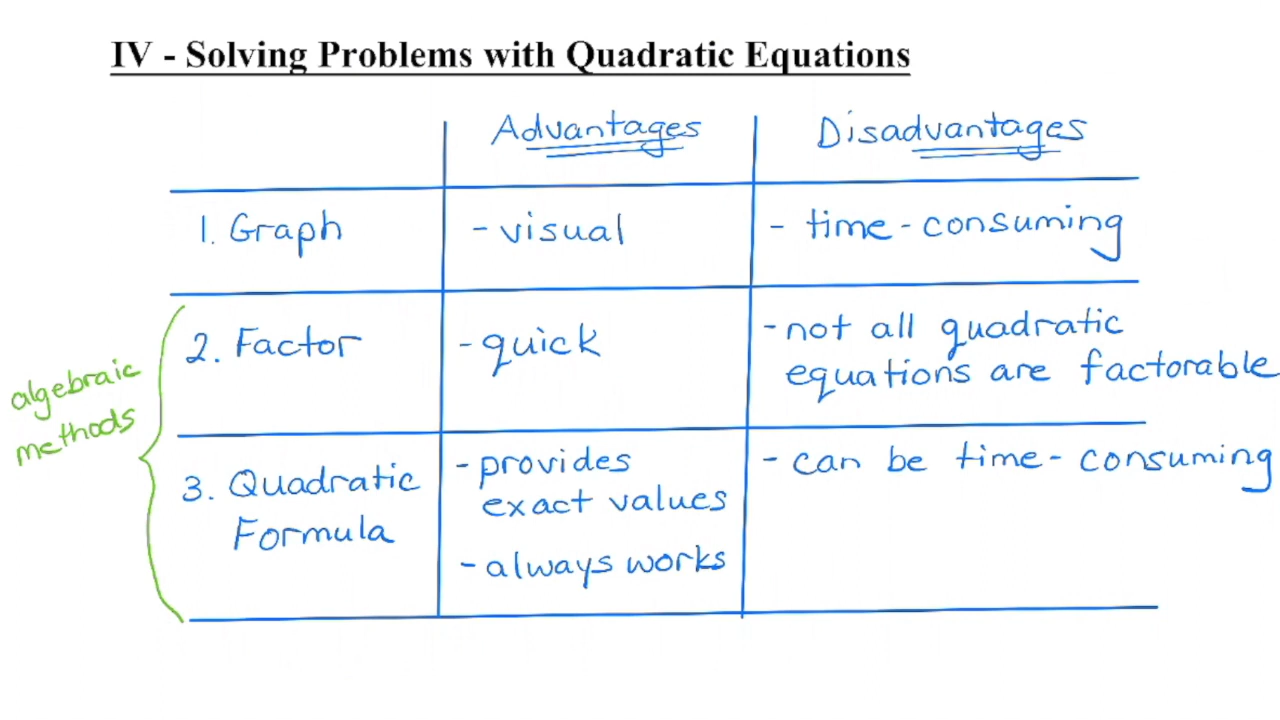 IV - Solving Problems with Quadratic Equations
Advantages Disadvantages
1. Graph - visual - time-consuming
2. Factor - quick - not all quadratic
equations are factorable
algebraic
methods
3. Quadratic
Formula
- provides
exact values
- always works
- can be time-consuming